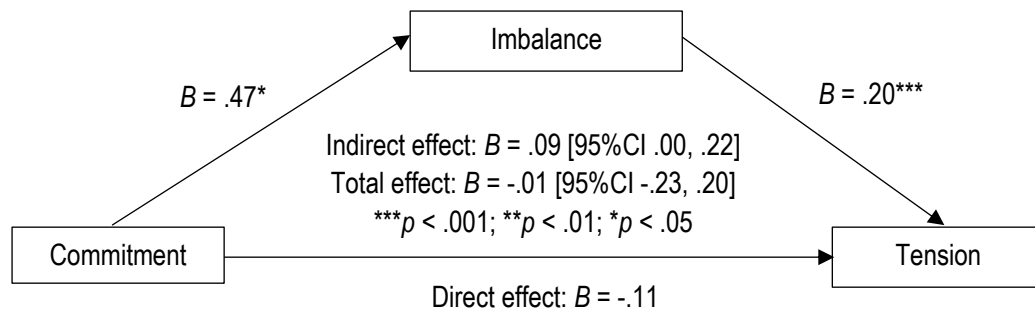 Imbalance
B = .47*
B = .20***
Indirect effect: B = .09 [95%CI .00, .22]
Total effect: B = -.01 [95%CI -.23, .20]
***p < .001; **p < .01; *p < .05
Commitment
Tension
Direct effect: B = -.11